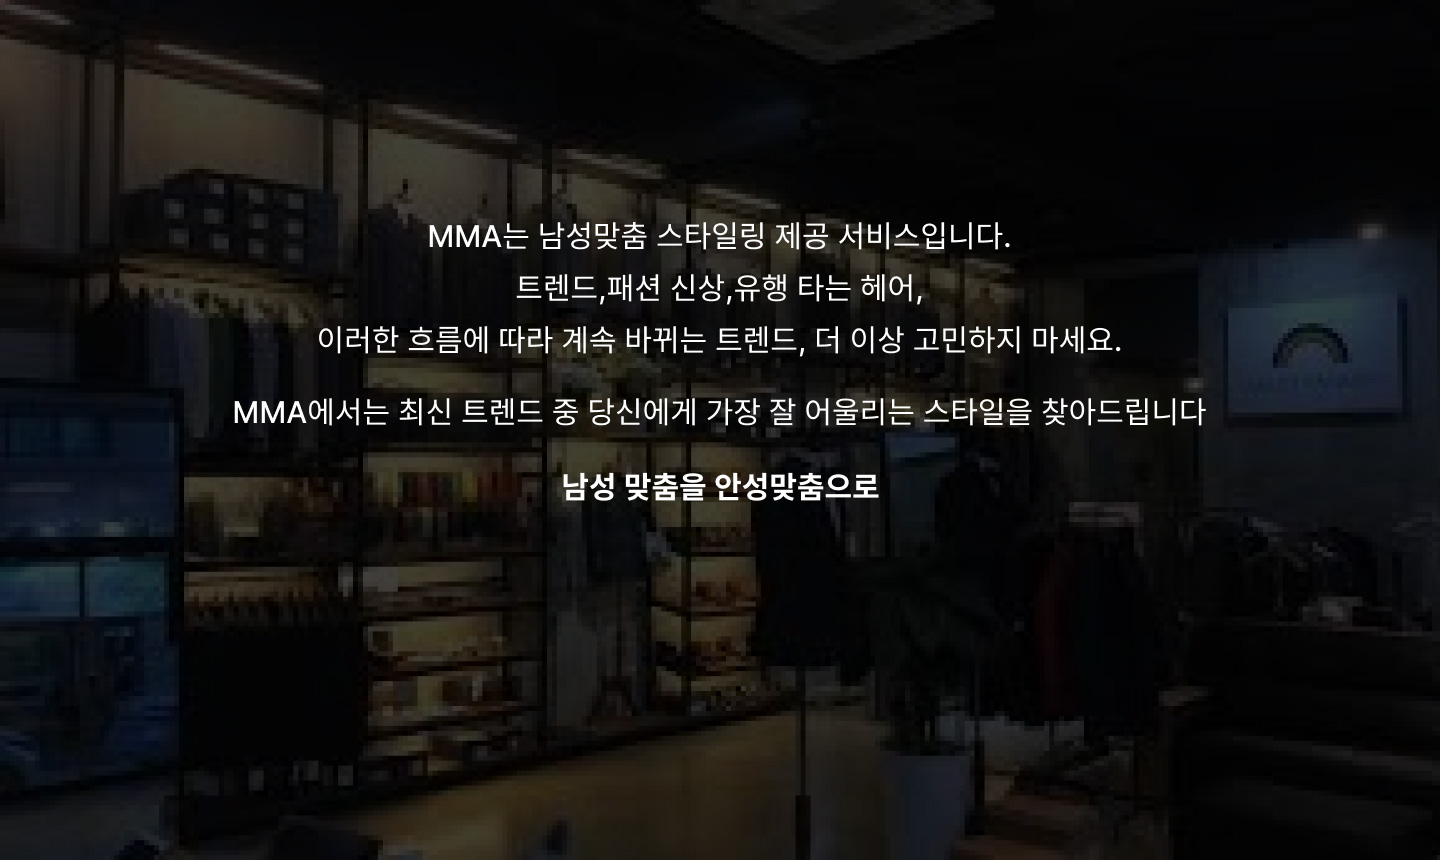 MMA는 남성맞춤 스타일링 제공 서비스입니다.
트렌드,패션 신상,유행 타는 헤어,
이러한 흐름에 따라 계속 바뀌는 트렌드, 더 이상 고민하지 마세요.
MMA에서는 최신 트렌드 중 당신에게 가장 잘 어울리는 스타일을 찾아드립니다
남성 맞춤을 안성맞춤으로